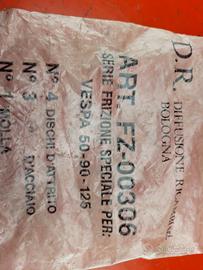 D.R.
DIFFUSIONE RICAMBI
BOLOGNA
ART. FZ-00306
SERIE FRIZIONE SPECIALE PER:
VESPA 50-90-125
N° 4 DISCHI D'ATTRITO
N° 3 " D'ACCIAIO
N° 1 MOLLA